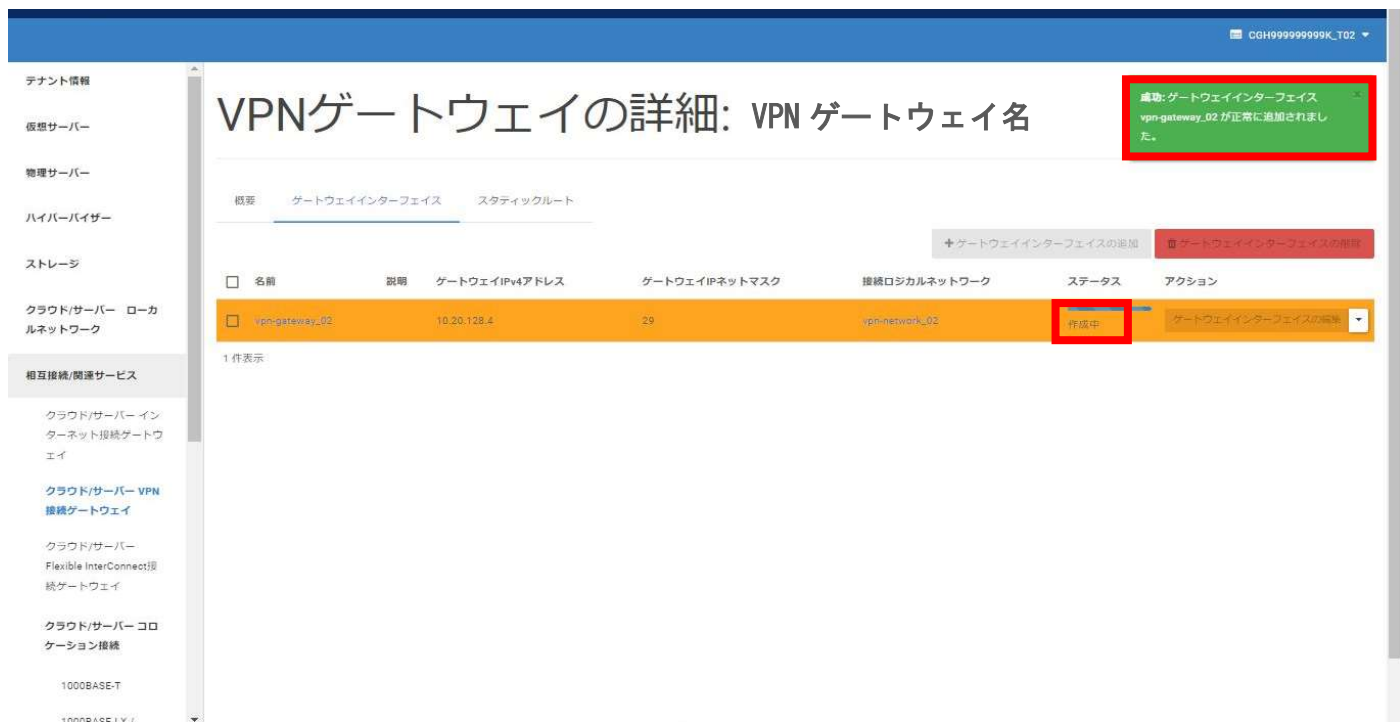 CGH999999999K_T02
テナント情報
仮想サーバー
物理サーバー
ハイパーバイザー
ストレージ
クラウド/サーバー ローカ
ルネットワーク
相互接続/関連サービス
クラウド/サーバー イン
ターネット接続ゲートウ
ェイ
クラウド/サーバー VPN
接続ゲートウェイ
クラウド/サーバー
Flexible InterConnect接
続ゲートウェイ
クラウド/サーバー コロ
ケーション接続
1000BASE-T
1000BASE-LX /
VPNゲートウェイの詳細: VPN ゲートウェイ名
成功: ゲートウェイインターフェイス
vpn-gateway_02 が正常に追加されまし
た。
×
概要 ゲートウェイインターフェイス スタティックルート
+ゲートウェイインターフェイスの追加 ゲートウェイインターフェイスの削除
名前 説明 ゲートウェイIPv4アドレス ゲートウェイIPネットマスク 接続ロジカルネットワーク ステータス アクション
vpn-gateway_02 10.20.128.4 29 vpn-network_02 作成中 ゲートウェイインターフェイスの編集
1 件表示